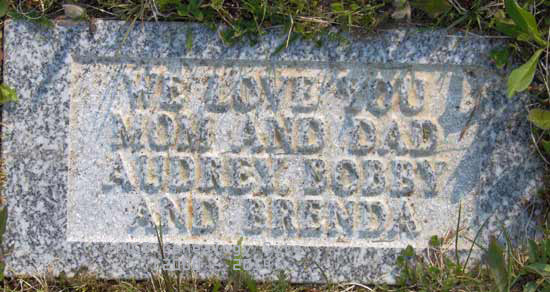 WE LOVE YOU
MOM AND DAD
AUDREY, BOBBY
AND BRENDA